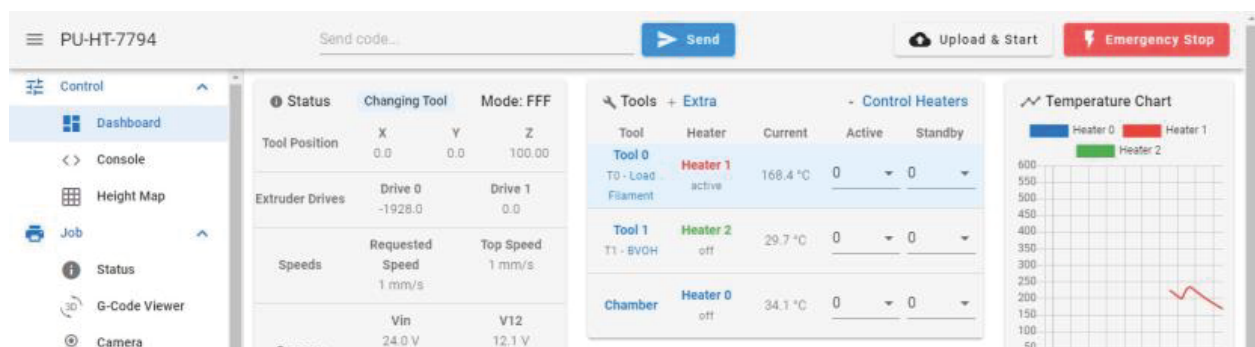 PU-HT-7794
Send code...
Send
Upload & Start
Emergency Stop
Control
Dashboard
Console
Height Map
Job
Status
3D
G-Code Viewer
Camera
Status Changing Tool Mode: FFF
Tool Position
X Y Z
0.0 0.0 100.00
Extruder Drives
Drive 0 Drive 1
-1928.0 0.0
Speeds
Requested Top Speed
Speed 1 mm/s
1 mm/s
Vin V12
24.0 V 12.1 V
Tools + Extra - Control Heaters
Tool Heater Current Active Standby
Tool 0
T0 - Load
Filament
Heater 1
active
168.4 °C 0 0
Tool 1
T1 - BVOH
Heater 2
off
29.7 °C 0 0
Chamber
Heater 0
off
34.1 °C 0 0
Temperature Chart
Heater 0 Heater 1
Heater 2
600
550
500
450
400
350
300
250
200
150
100
50